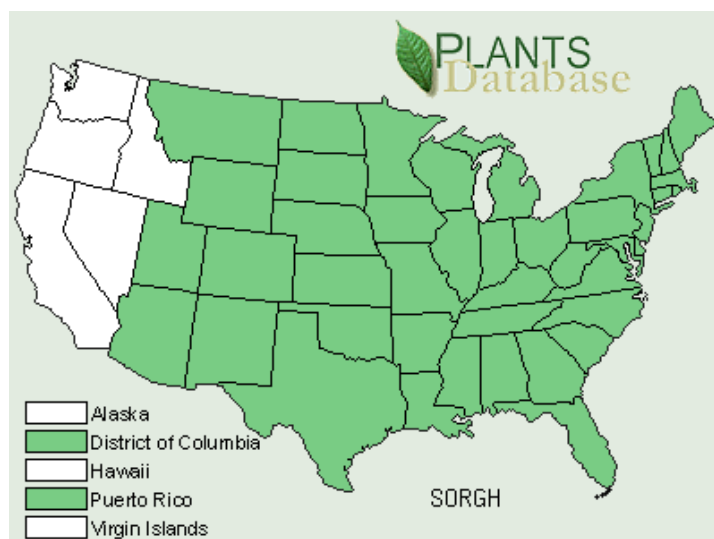 PLANTS
Database
Alaska
District of Columbia
Hawaii
Puerto Rico
Virgin Islands
SORGH